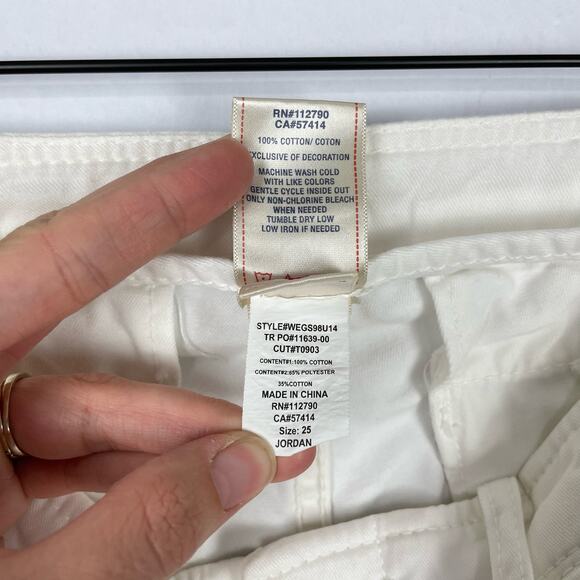 RN#112790
CA#57414
100% COTTON/ COTON
EXCLUSIVE OF DECORATION
MACHINE WASH COLD
WITH LIKE COLORS
GENTLE CYCLE INSIDE OUT
ONLY NON-CHLORINE BLEACH
WHEN NEEDED
TUMBLE DRY LOW
LOW IRON IF NEEDED
STYLE#WEGS98U14
TR PO#11639-00
CUT#T0903
CONTENT#1:100% COTTON
CONTENT#2:65% POLYESTER
35%COTTON
MADE IN CHINA
RN#112790
CA#57414
Size: 25
JORDAN